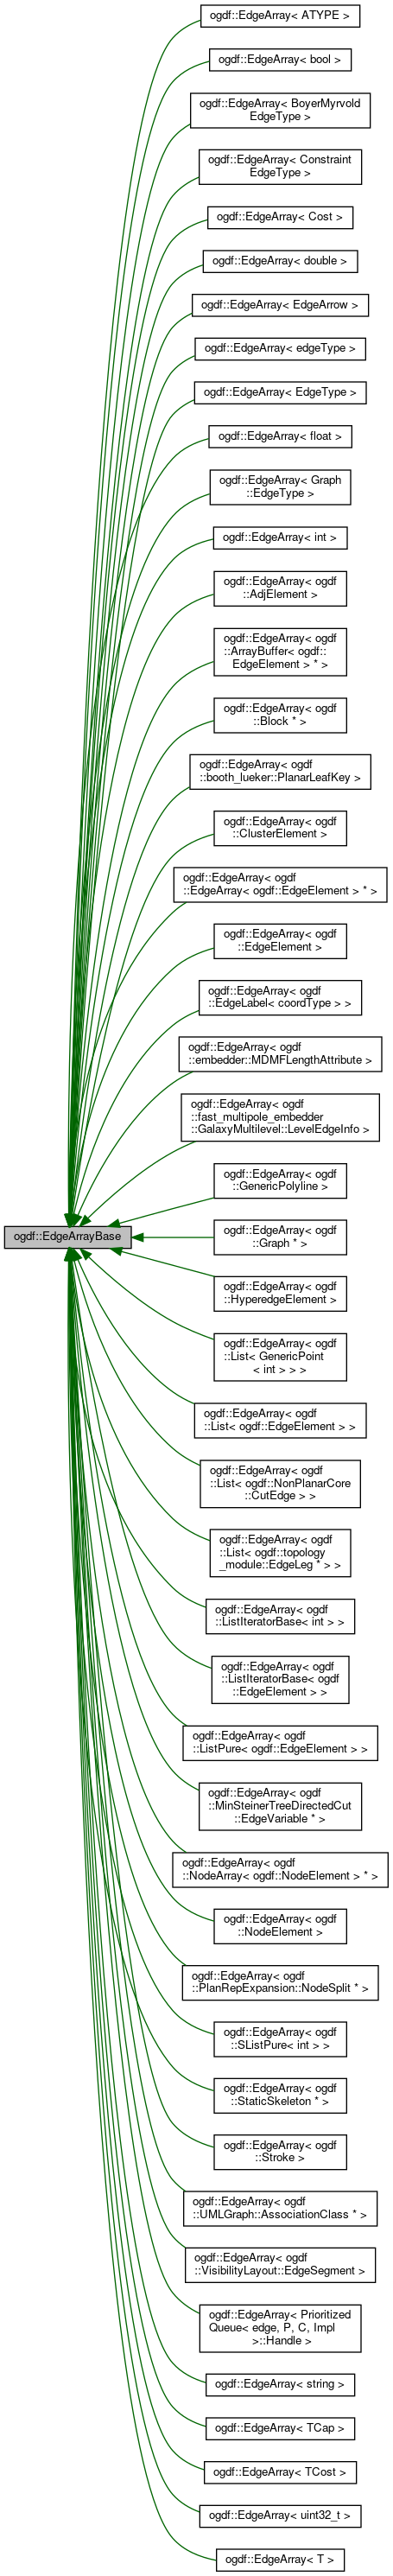 ogdf::EdgeArray< ATYPE >
ogdf::EdgeArray< bool >
ogdf::EdgeArray< BoyerMyrvold
EdgeType >
ogdf::EdgeArray< Constraint
EdgeType >
ogdf::EdgeArray< Cost >
ogdf::EdgeArray< double >
ogdf::EdgeArray< EdgeArrow >
ogdf::EdgeArray< edgeType >
ogdf::EdgeArray< EdgeType >
ogdf::EdgeArray< float >
ogdf::EdgeArray< Graph
::EdgeType >
ogdf::EdgeArray< int >
ogdf::EdgeArray< ogdf
::AdjElement >
ogdf::EdgeArray< ogdf
::ArrayBuffer< ogdf::
EdgeElement > * >
ogdf::EdgeArray< ogdf
::Block * >
ogdf::EdgeArray< ogdf
::booth_lueker::PlanarLeafKey >
ogdf::EdgeArray< ogdf
::ClusterElement >
ogdf::EdgeArray< ogdf
::EdgeArray< ogdf::EdgeElement > * >
ogdf::EdgeArray< ogdf
::EdgeElement >
ogdf::EdgeArray< ogdf
::EdgeLabel< coordType > >
ogdf::EdgeArray< ogdf
::embedder::MDMFLengthAttribute >
ogdf::EdgeArray< ogdf
::fast_multipole_embedder
::GalaxyMultilevel::LevelEdgeInfo >
ogdf::EdgeArray< ogdf
::GenericPolyline >
ogdf::EdgeArrayBase
ogdf::EdgeArray< ogdf
::Graph * >
ogdf::EdgeArray< ogdf
::HyperedgeElement >
ogdf::EdgeArray< ogdf
::List< GenericPoint
< int > > >
ogdf::EdgeArray< ogdf
::List< ogdf::EdgeElement > >
ogdf::EdgeArray< ogdf
::List< ogdf::NonPlanarCore
::CutEdge > >
ogdf::EdgeArray< ogdf
::List< ogdf::topology
_module::EdgeLeg * > >
ogdf::EdgeArray< ogdf
::ListIteratorBase< int > >
ogdf::EdgeArray< ogdf
::ListIteratorBase< ogdf
::EdgeElement > >
ogdf::EdgeArray< ogdf
::ListPure< ogdf::EdgeElement > >
ogdf::EdgeArray< ogdf
::MinSteinerTreeDirectedCut
::EdgeVariable * >
ogdf::EdgeArray< ogdf
::NodeArray< ogdf::NodeElement > * >
ogdf::EdgeArray< ogdf
::NodeElement >
ogdf::EdgeArray< ogdf
::PlanRepExpansion::NodeSplit * >
ogdf::EdgeArray< ogdf
::SListPure< int > >
ogdf::EdgeArray< ogdf
::StaticSkeleton * >
ogdf::EdgeArray< ogdf
::Stroke >
ogdf::EdgeArray< ogdf
::UMLGraph::AssociationClass * >
ogdf::EdgeArray< ogdf
::VisibilityLayout::EdgeSegment >
ogdf::EdgeArray< Prioritized
Queue< edge, P, C, Impl
>::Handle >
ogdf::EdgeArray< string >
ogdf::EdgeArray< TCap >
ogdf::EdgeArray< TCost >
ogdf::EdgeArray< uint32_t >
ogdf::EdgeArray< T >